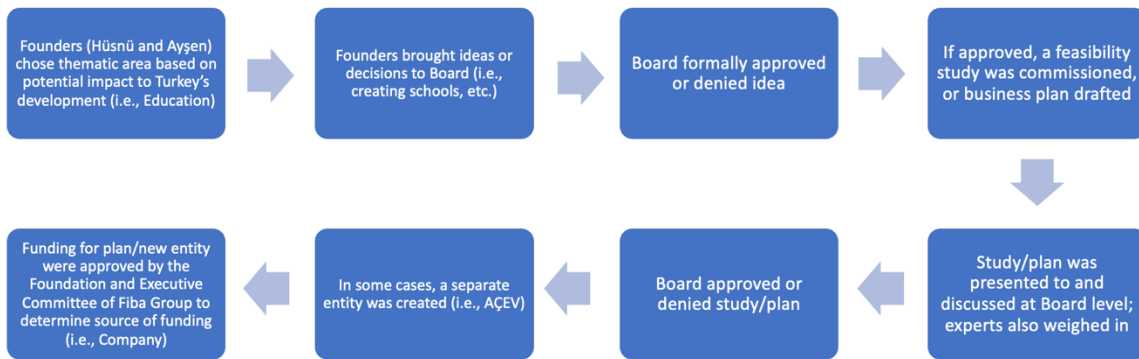 Founders (Hüsnü and Ayşen)
chose thematic area based on
potential impact to Turkey's
development (i.e., Education)
Founders brought ideas or
decisions to Board (i.e.,
creating schools, etc.)
Board formally approved
or denied idea
If approved, a feasibility
study was commissioned,
or business plan drafted
Study/plan was
presented to and
discussed at Board level;
experts also weighed in
Board approved or
denied study/plan
In some cases, a separate
entity was created (i.e., AÇEV)
Funding for plan/new entity
were approved by the
Foundation and Executive
Committee of Fiba Group to
determine source of funding
(i.e., Company)